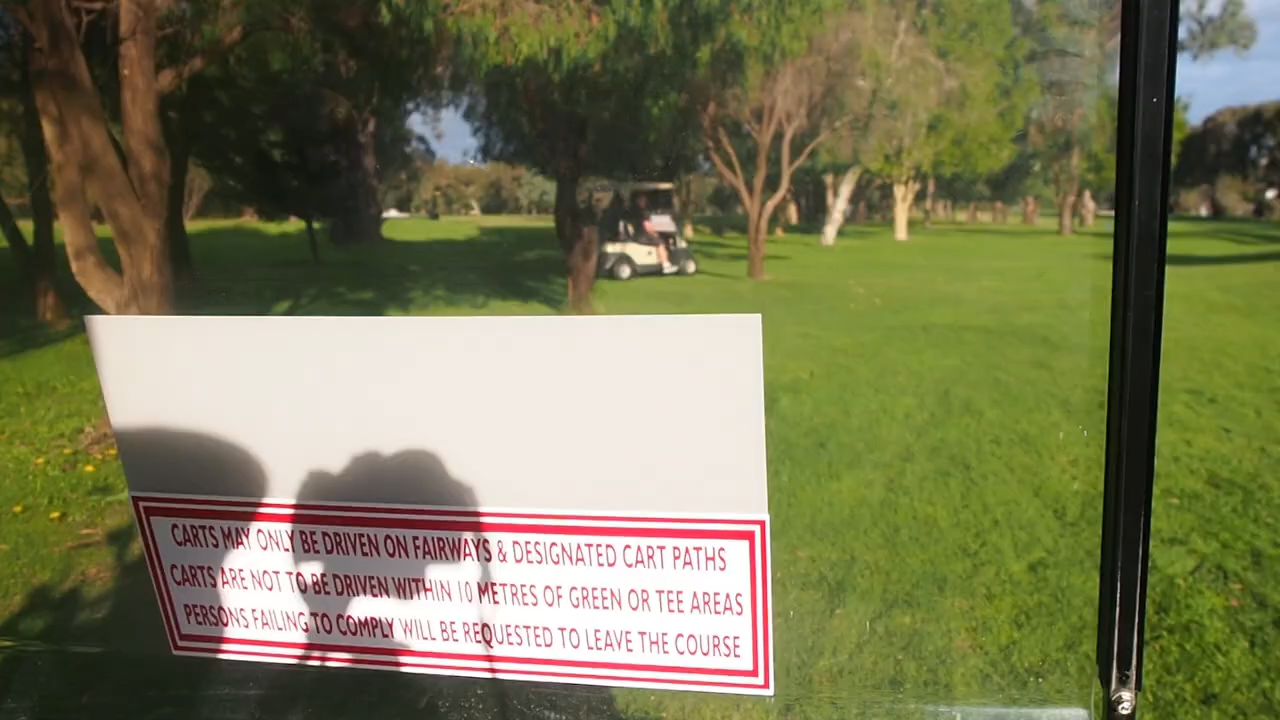 CARTS MAY ONLY BE DRIVEN ON FAIRWAYS & DESIGNATED CART PATHS
CARTS ARE NOT TO BE DRIVEN WITHIN 10 METRES OF GREEN OR TEE AREAS
PERSONS FAILING TO COMPLY WILL BE REQUESTED TO LEAVE THE COURSE